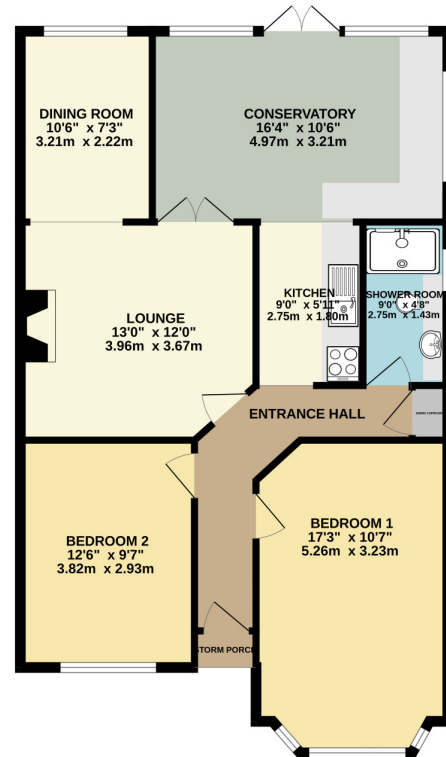 DINING ROOM
10'6" x 7'3"
3.21m x 2.22m
CONSERVATORY
16'4" x 10'6"
4.97m x 3.21m
LOUNGE
13'0" x 12'0"
3.96m x 3.67m
KITCHEN
9'0" x 5'11"
2.75m x 1.80m
SHOWER ROOM
9'0" x 4'8"
2.75m x 1.43m
ENTRANCE HALL
BEDROOM 2
12'6" x 9'7"
3.82m x 2.93m
BEDROOM 1
17'3" x 10'7"
5.26m x 3.23m
STORM PORCH